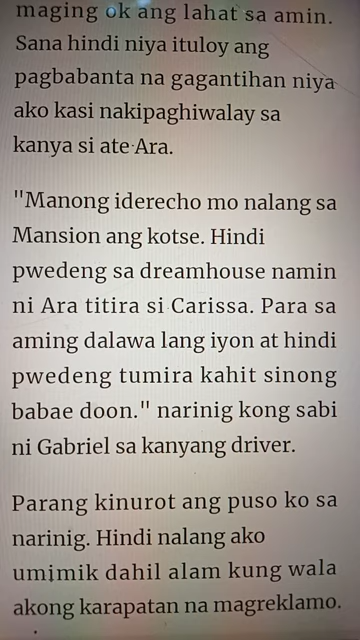 maging ok ang lahat sa amin.
Sana hindi niya ituloy ang
pagbabanta na gagantihan niya
ako kasi nakipaghiwalay sa
kanya si ate Ara.
"Manong iderecho mo nalang sa
Mansion ang kotse. Hindi
pwedeng sa dreamhouse namin
ni Ara titira si Carissa. Para sa
aming dalawa lang iyon at hindi
pwedeng tumira kahit sinong
babae doon." narinig kong sabi
ni Gabriel sa kanyang driver.
Parang kinurot ang puso ko sa
narinig. Hindi nalang ako
umimik dahil alam kung wala
akong karapatan na magreklamo.